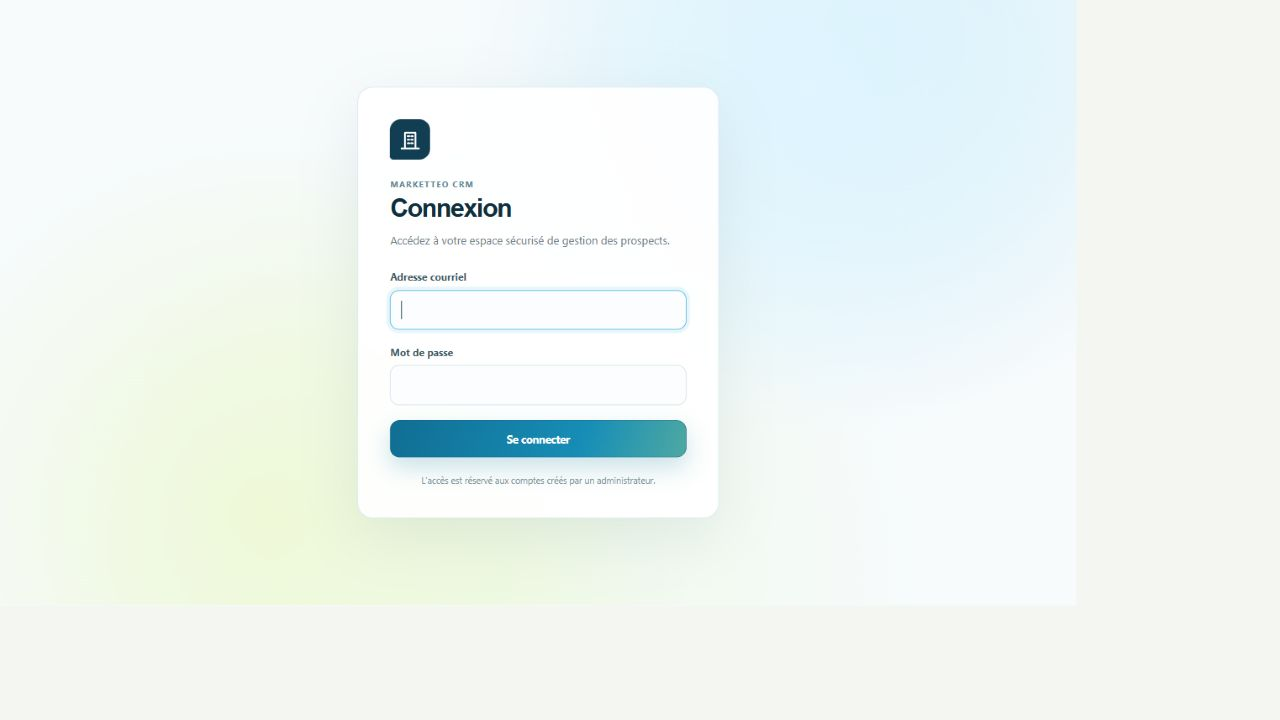 MARKETTEO CRM
Connexion
Accédez à votre espace sécurisé de gestion des prospects.
Adresse courriel
Mot de passe
Se connecter
L'accès est réservé aux comptes créés par un administrateur.